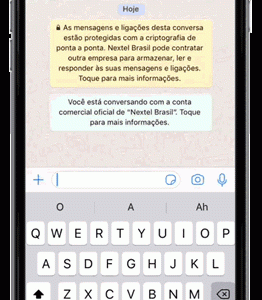 Hoje
As mensagens e ligações desta conversa
estão protegidas com a criptografia de
ponta a ponta. Nextel Brasil pode contratar
outra empresa para armazenar, ler e
responder às suas mensagens e ligações.
Toque para mais informações.
Você está conversando com a conta
comercial oficial de "Nextel Brasil". Toque
para mais informações.
O A Ah
Q W E R T Y U I O P
A S D F G H J K L
Z X C V B N M